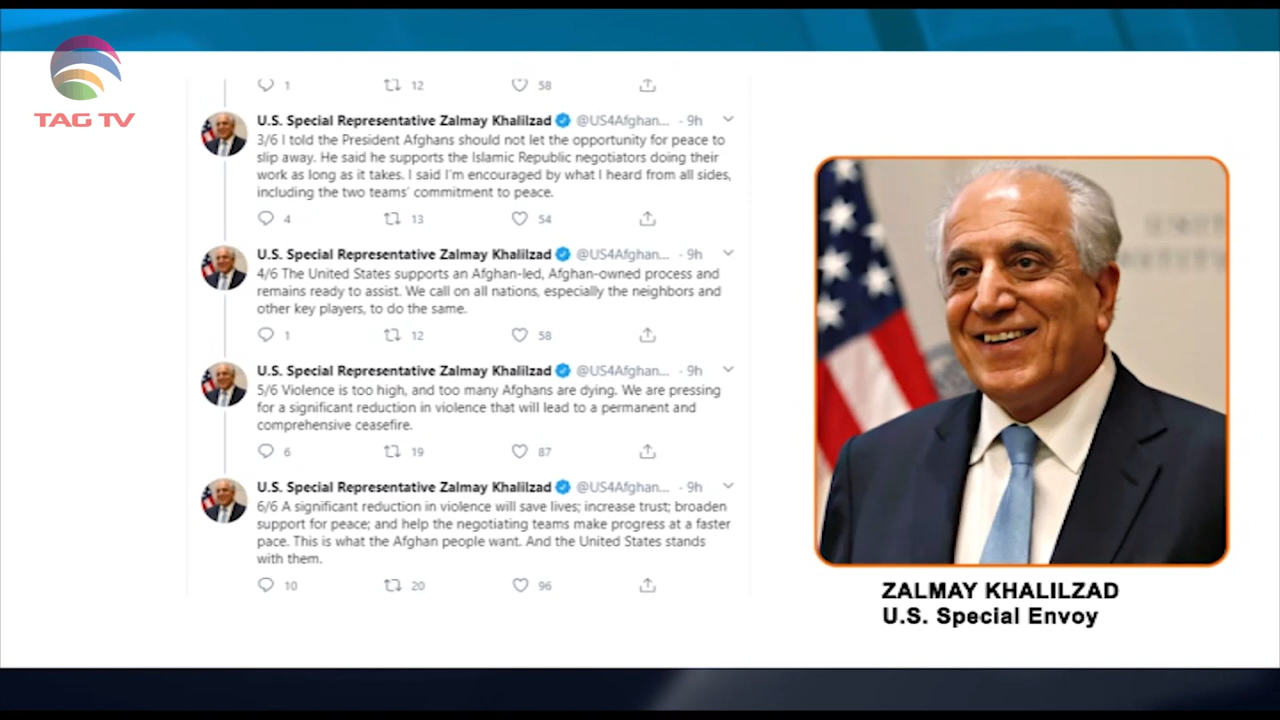 TAG TV
1 12 58
U.S. Special Representative Zalmay Khalilzad @US4Afghan... · 9h
3/6 I told the President Afghans should not let the opportunity for peace to
slip away. He said he supports the Islamic Republic negotiators doing their
work as long as it takes. I said I'm encouraged by what I heard from all sides,
including the two teams' commitment to peace.
4 13 54
U.S. Special Representative Zalmay Khalilzad @US4Afghan... · 9h
4/6 The United States supports an Afghan-led, Afghan-owned process and
remains ready to assist. We call on all nations, especially the neighbors and
other key players, to do the same.
1 12 58
U.S. Special Representative Zalmay Khalilzad @US4Afghan... · 9h
5/6 Violence is too high, and too many Afghans are dying. We are pressing
for a significant reduction in violence that will lead to a permanent and
comprehensive ceasefire.
6 19 87
U.S. Special Representative Zalmay Khalilzad @US4Afghan... · 9h
6/6 A significant reduction in violence will save lives; increase trust; broaden
support for peace; and help the negotiating teams make progress at a faster
pace. This is what the Afghan people want. And the United States stands
with them.
10 20 96
ZALMAY KHALILZAD
U.S. Special Envoy